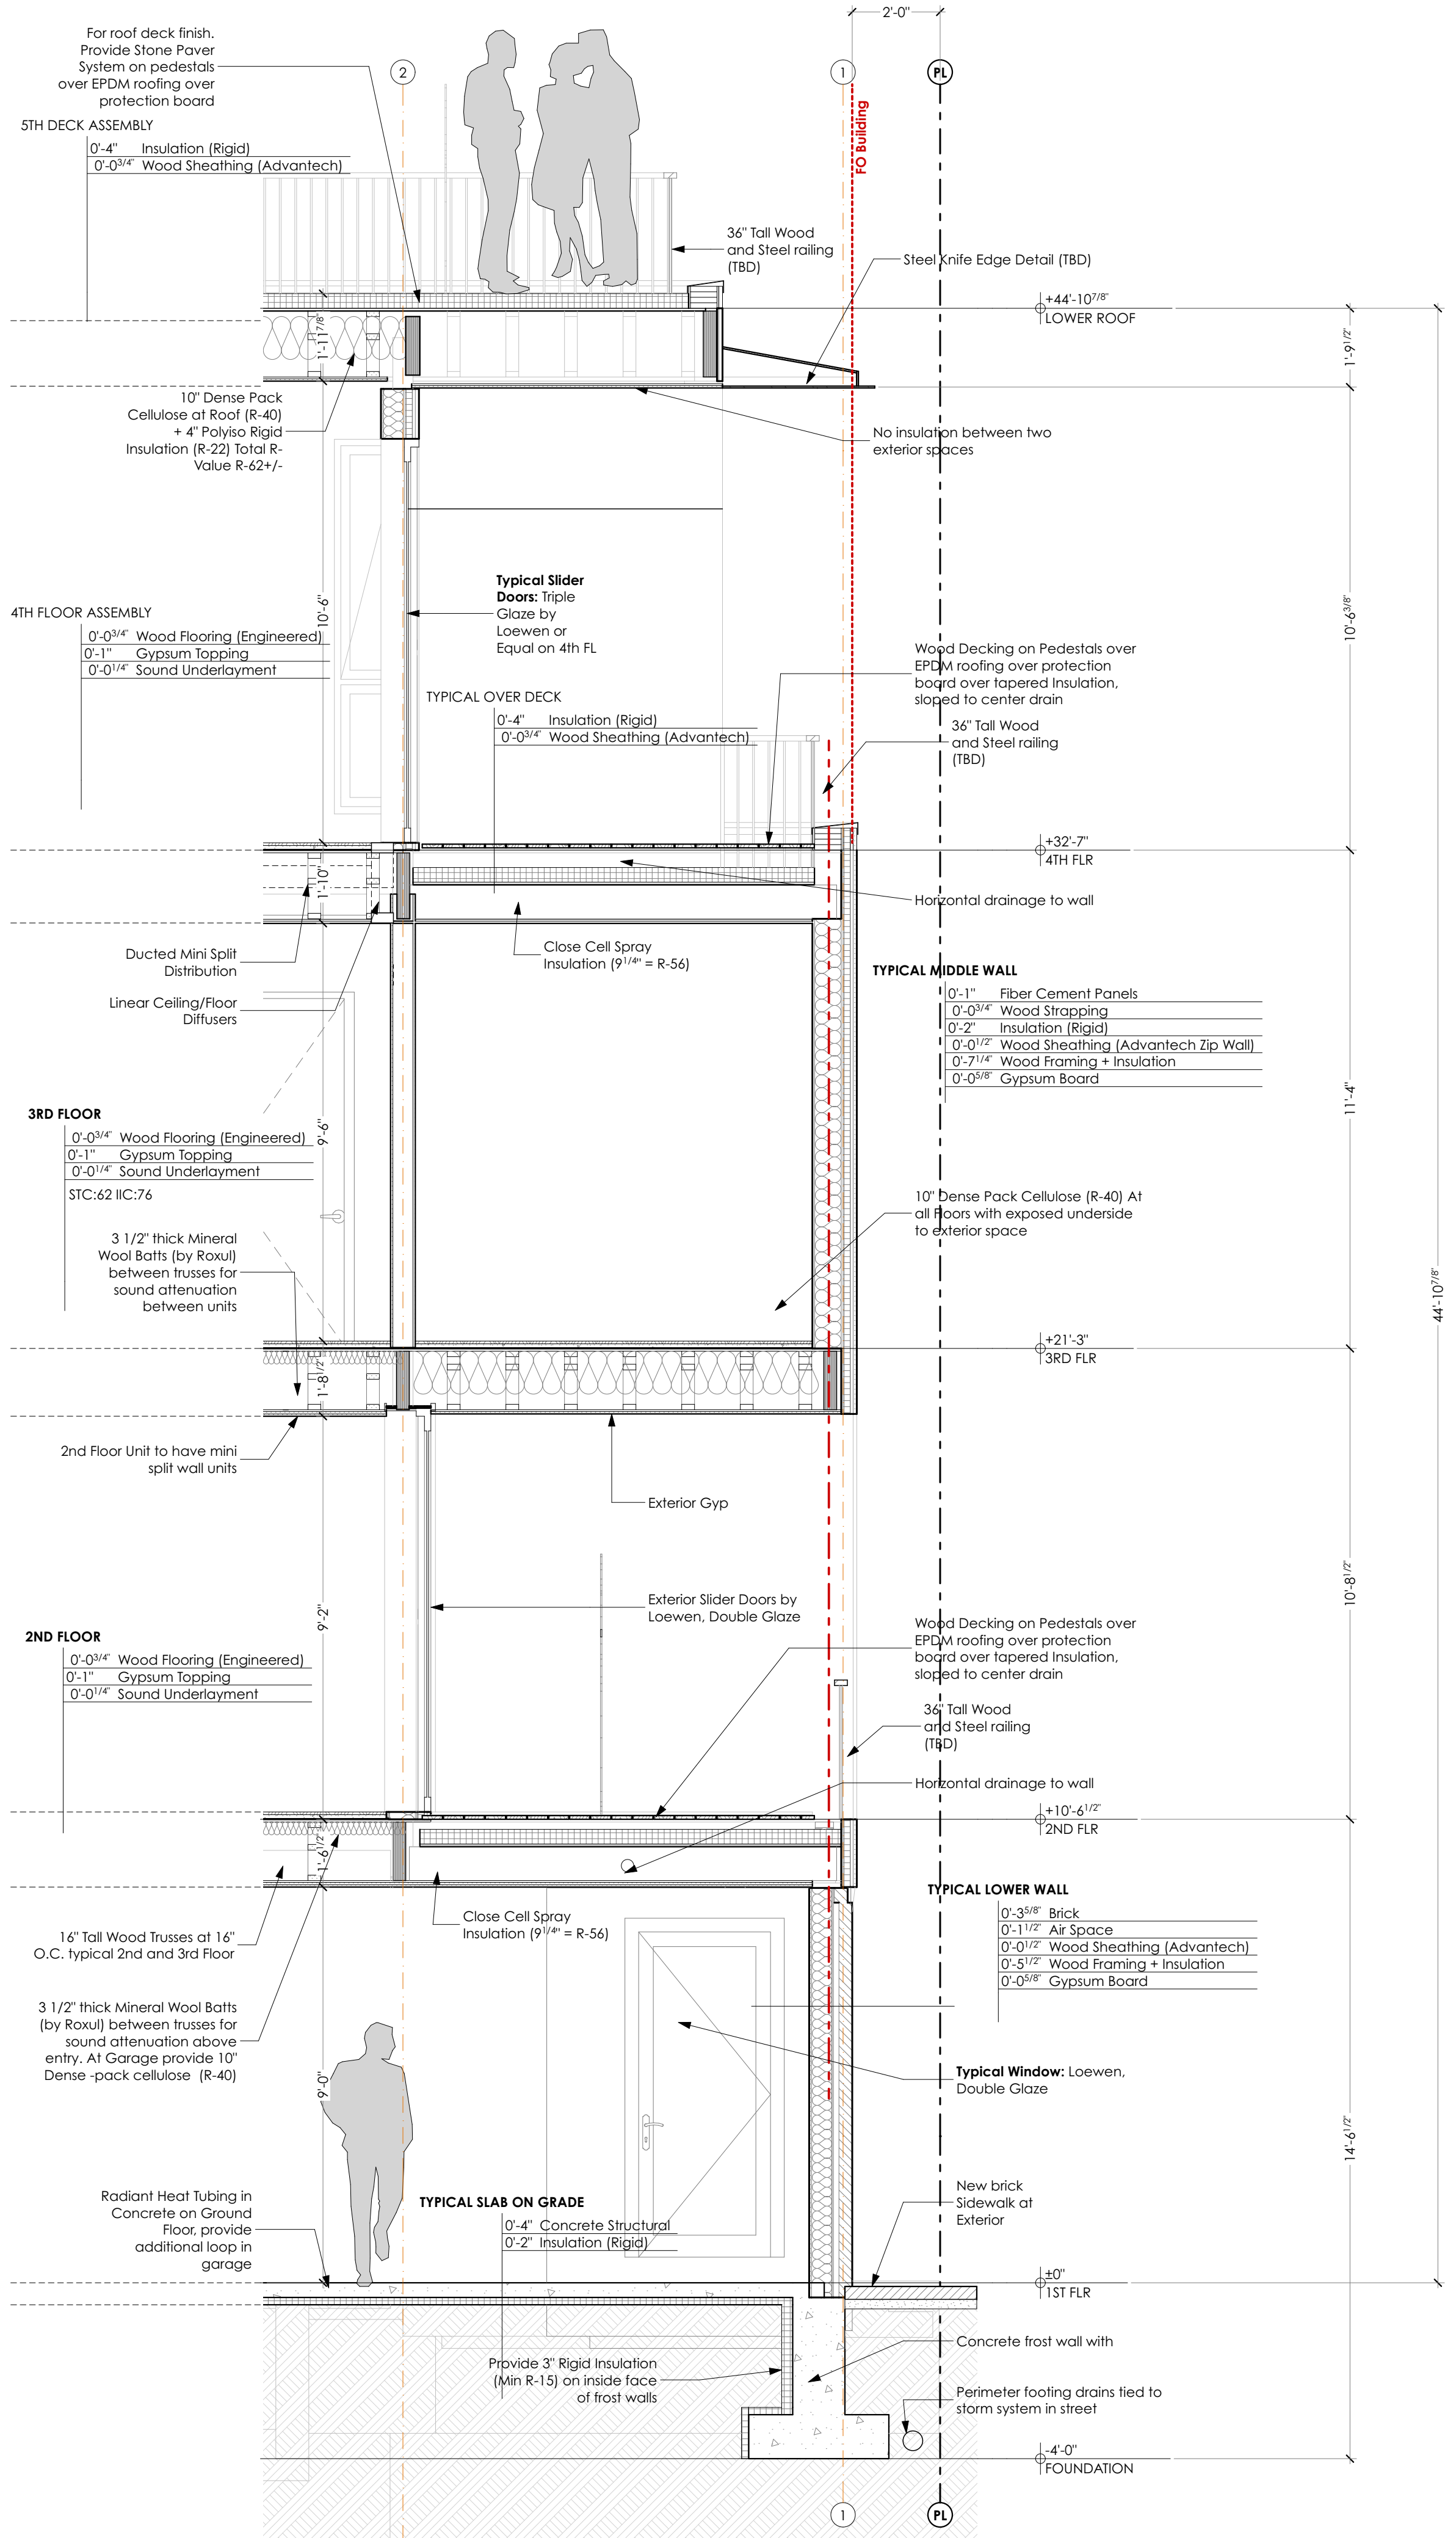 2'-0"
For roof deck finish.
Provide Stone Paver
System on pedestals
over EPDM roofing over
protection board
2
1
PL
FO Building
5TH DECK ASSEMBLY
0'-4" Insulation (Rigid)
0'-0 3/4" Wood Sheathing (Advantech)
36" Tall Wood
and Steel railing
(TBD)
Steel Knife Edge Detail (TBD)
+44'-10 7/8"
LOWER ROOF
1'-11 7/8"
1'-9 1/2"
10" Dense Pack
Cellulose at Roof (R-40)
+ 4" Polyiso Rigid
Insulation (R-22) Total R-
Value R-62+/-
No insulation between two
exterior spaces
Typical Slider
Doors: Triple
Glaze by
Loewen or
Equal on 4th FL
10'-6"
10'-6 3/8"
4TH FLOOR ASSEMBLY
0'-0 3/4" Wood Flooring (Engineered)
0'-1" Gypsum Topping
0'-0 1/4" Sound Underlayment
Wood Decking on Pedestals over
EPDM roofing over protection
board over tapered Insulation,
sloped to center drain
TYPICAL OVER DECK
0'-4" Insulation (Rigid)
0'-0 3/4" Wood Sheathing (Advantech)
36" Tall Wood
and Steel railing
(TBD)
+32'-7"
4TH FLR
1'-10"
Horizontal drainage to wall
Ducted Mini Split
Distribution
Close Cell Spray
Insulation (9 1/4" = R-56)
Linear Ceiling/Floor
Diffusers
TYPICAL MIDDLE WALL
0'-1" Fiber Cement Panels
0'-0 3/4" Wood Strapping
0'-2" Insulation (Rigid)
0'-0 1/2" Wood Sheathing (Advantech Zip Wall)
0'-7 1/4" Wood Framing + Insulation
0'-0 5/8" Gypsum Board
11'-4"
3RD FLOOR
0'-0 3/4" Wood Flooring (Engineered)
0'-1" Gypsum Topping
0'-0 1/4" Sound Underlayment
STC:62 IIC:76
9'-6"
10" Dense Pack Cellulose (R-40) At
all Floors with exposed underside
to exterior space
3 1/2" thick Mineral
Wool Batts (by Roxul)
between trusses for
sound attenuation
between units
44'-10 7/8"
+21'-3"
3RD FLR
1'-8 1/2"
2nd Floor Unit to have mini
split wall units
Exterior Gyp
Exterior Slider Doors by
Loewen, Double Glaze
9'-2"
10'-8 1/2"
2ND FLOOR
0'-0 3/4" Wood Flooring (Engineered)
0'-1" Gypsum Topping
0'-0 1/4" Sound Underlayment
Wood Decking on Pedestals over
EPDM roofing over protection
board over tapered Insulation,
sloped to center drain
36" Tall Wood
and Steel railing
(TBD)
Horizontal drainage to wall
+10'-6 1/2"
2ND FLR
1'-6 1/2"
TYPICAL LOWER WALL
0'-3 5/8" Brick
0'-1 1/2" Air Space
0'-0 1/2" Wood Sheathing (Advantech)
0'-5 1/2" Wood Framing + Insulation
0'-0 5/8" Gypsum Board
Close Cell Spray
Insulation (9 1/4" = R-56)
16" Tall Wood Trusses at 16"
O.C. typical 2nd and 3rd Floor
3 1/2" thick Mineral Wool Batts
(by Roxul) between trusses for
sound attenuation above
entry. At Garage provide 10"
Dense -pack cellulose (R-40)
9'-0"
Typical Window: Loewen,
Double Glaze
14'-6 1/2"
Radiant Heat Tubing in
Concrete on Ground
Floor, provide
additional loop in
garage
TYPICAL SLAB ON GRADE
0'-4" Concrete Structural
0'-2" Insulation (Rigid)
New brick
Sidewalk at
Exterior
±0"
1ST FLR
Concrete frost wall with
Provide 3" Rigid Insulation
(Min R-15) on inside face
of frost walls
Perimeter footing drains tied to
storm system in street
-4'-0"
FOUNDATION
1
PL